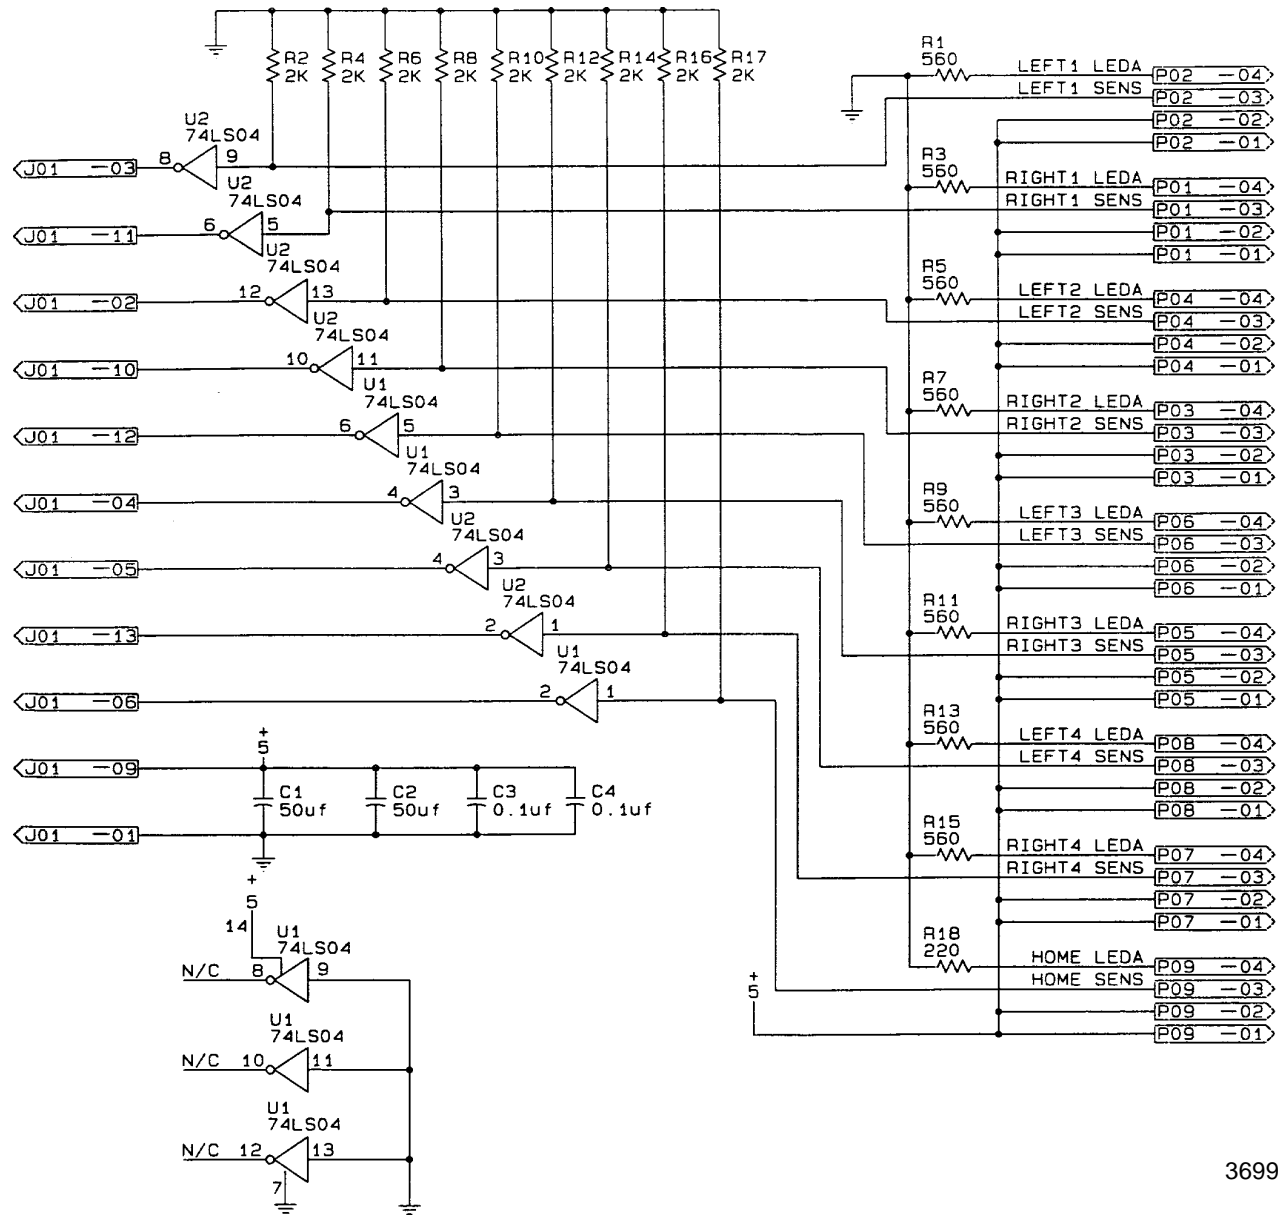 R2 R4 R6 R8 R10 R12 R14 R16 R17
2K 2K 2K 2K 2K 2K 2K 2K 2K
R1
560
LEFT1 LEDA P02 -04
LEFT1 SENS P02 -03
P02 -02
P02 -01
U2
74LS04
J01 -03 8 9
R3
560
RIGHT1 LEDA P01 -04
RIGHT1 SENS P01 -03
P01 -02
P01 -01
U2
74LS04
J01 -11 6 5
U2
74LS04
J01 -02 12 13
R5
560
LEFT2 LEDA P04 -04
LEFT2 SENS P04 -03
P04 -02
P04 -01
U2
74LS04
J01 -10 10 11
R7
560
RIGHT2 LEDA P03 -04
RIGHT2 SENS P03 -03
P03 -02
P03 -01
U1
74LS04
J01 -12 6 5
U1
74LS04
J01 -04 4 3
R9
560
LEFT3 LEDA P06 -04
LEFT3 SENS P06 -03
P06 -02
P06 -01
U2
74LS04
J01 -05 4 3
U2
74LS04
J01 -13 2 1
R11
560
RIGHT3 LEDA P05 -04
RIGHT3 SENS P05 -03
P05 -02
P05 -01
U1
74LS04
J01 -06 2 1
R13
560
LEFT4 LEDA P08 -04
LEFT4 SENS P08 -03
P08 -02
P08 -01
+
5
J01 -09
C1 C2 C3 C4
50uf 50uf 0.1uf 0.1uf
J01 -01
R15
560
RIGHT4 LEDA P07 -04
RIGHT4 SENS P07 -03
P07 -02
P07 -01
+
5
14
U1
74LS04
N/C 8 9
R18
220
HOME LEDA P09 -04
HOME SENS P09 -03
P09 -02
P09 -01
+
5
U1
74LS04
N/C 10 11
U1
74LS04
N/C 12 13
7
3699